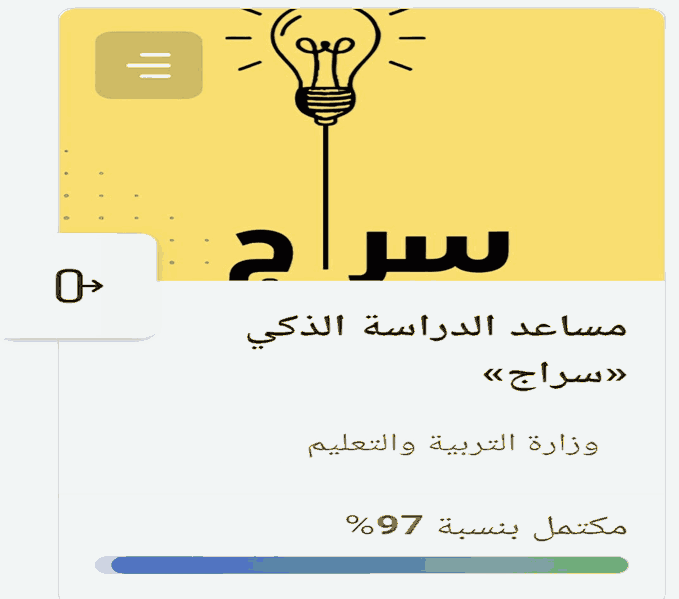 سراج
مساعد الدراسة الذكي
«سراج»
وزارة التربية والتعليم
مكتمل بنسبة 97%